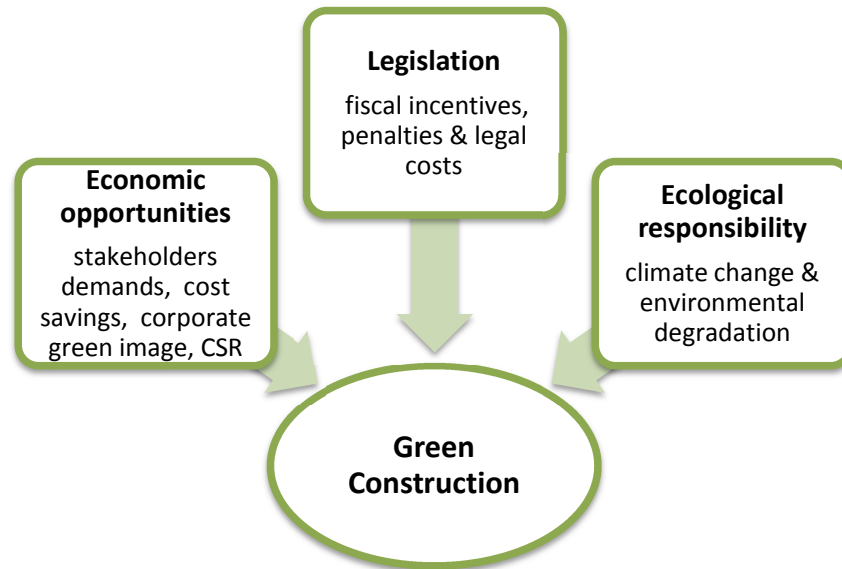 Legislation
fiscal incentives,
penalties & legal
costs
Economic
opportunities
stakeholders
demands, cost
savings, corporate
green image, CSR
Ecological
responsibility
climate change &
environmental
degradation
Green
Construction